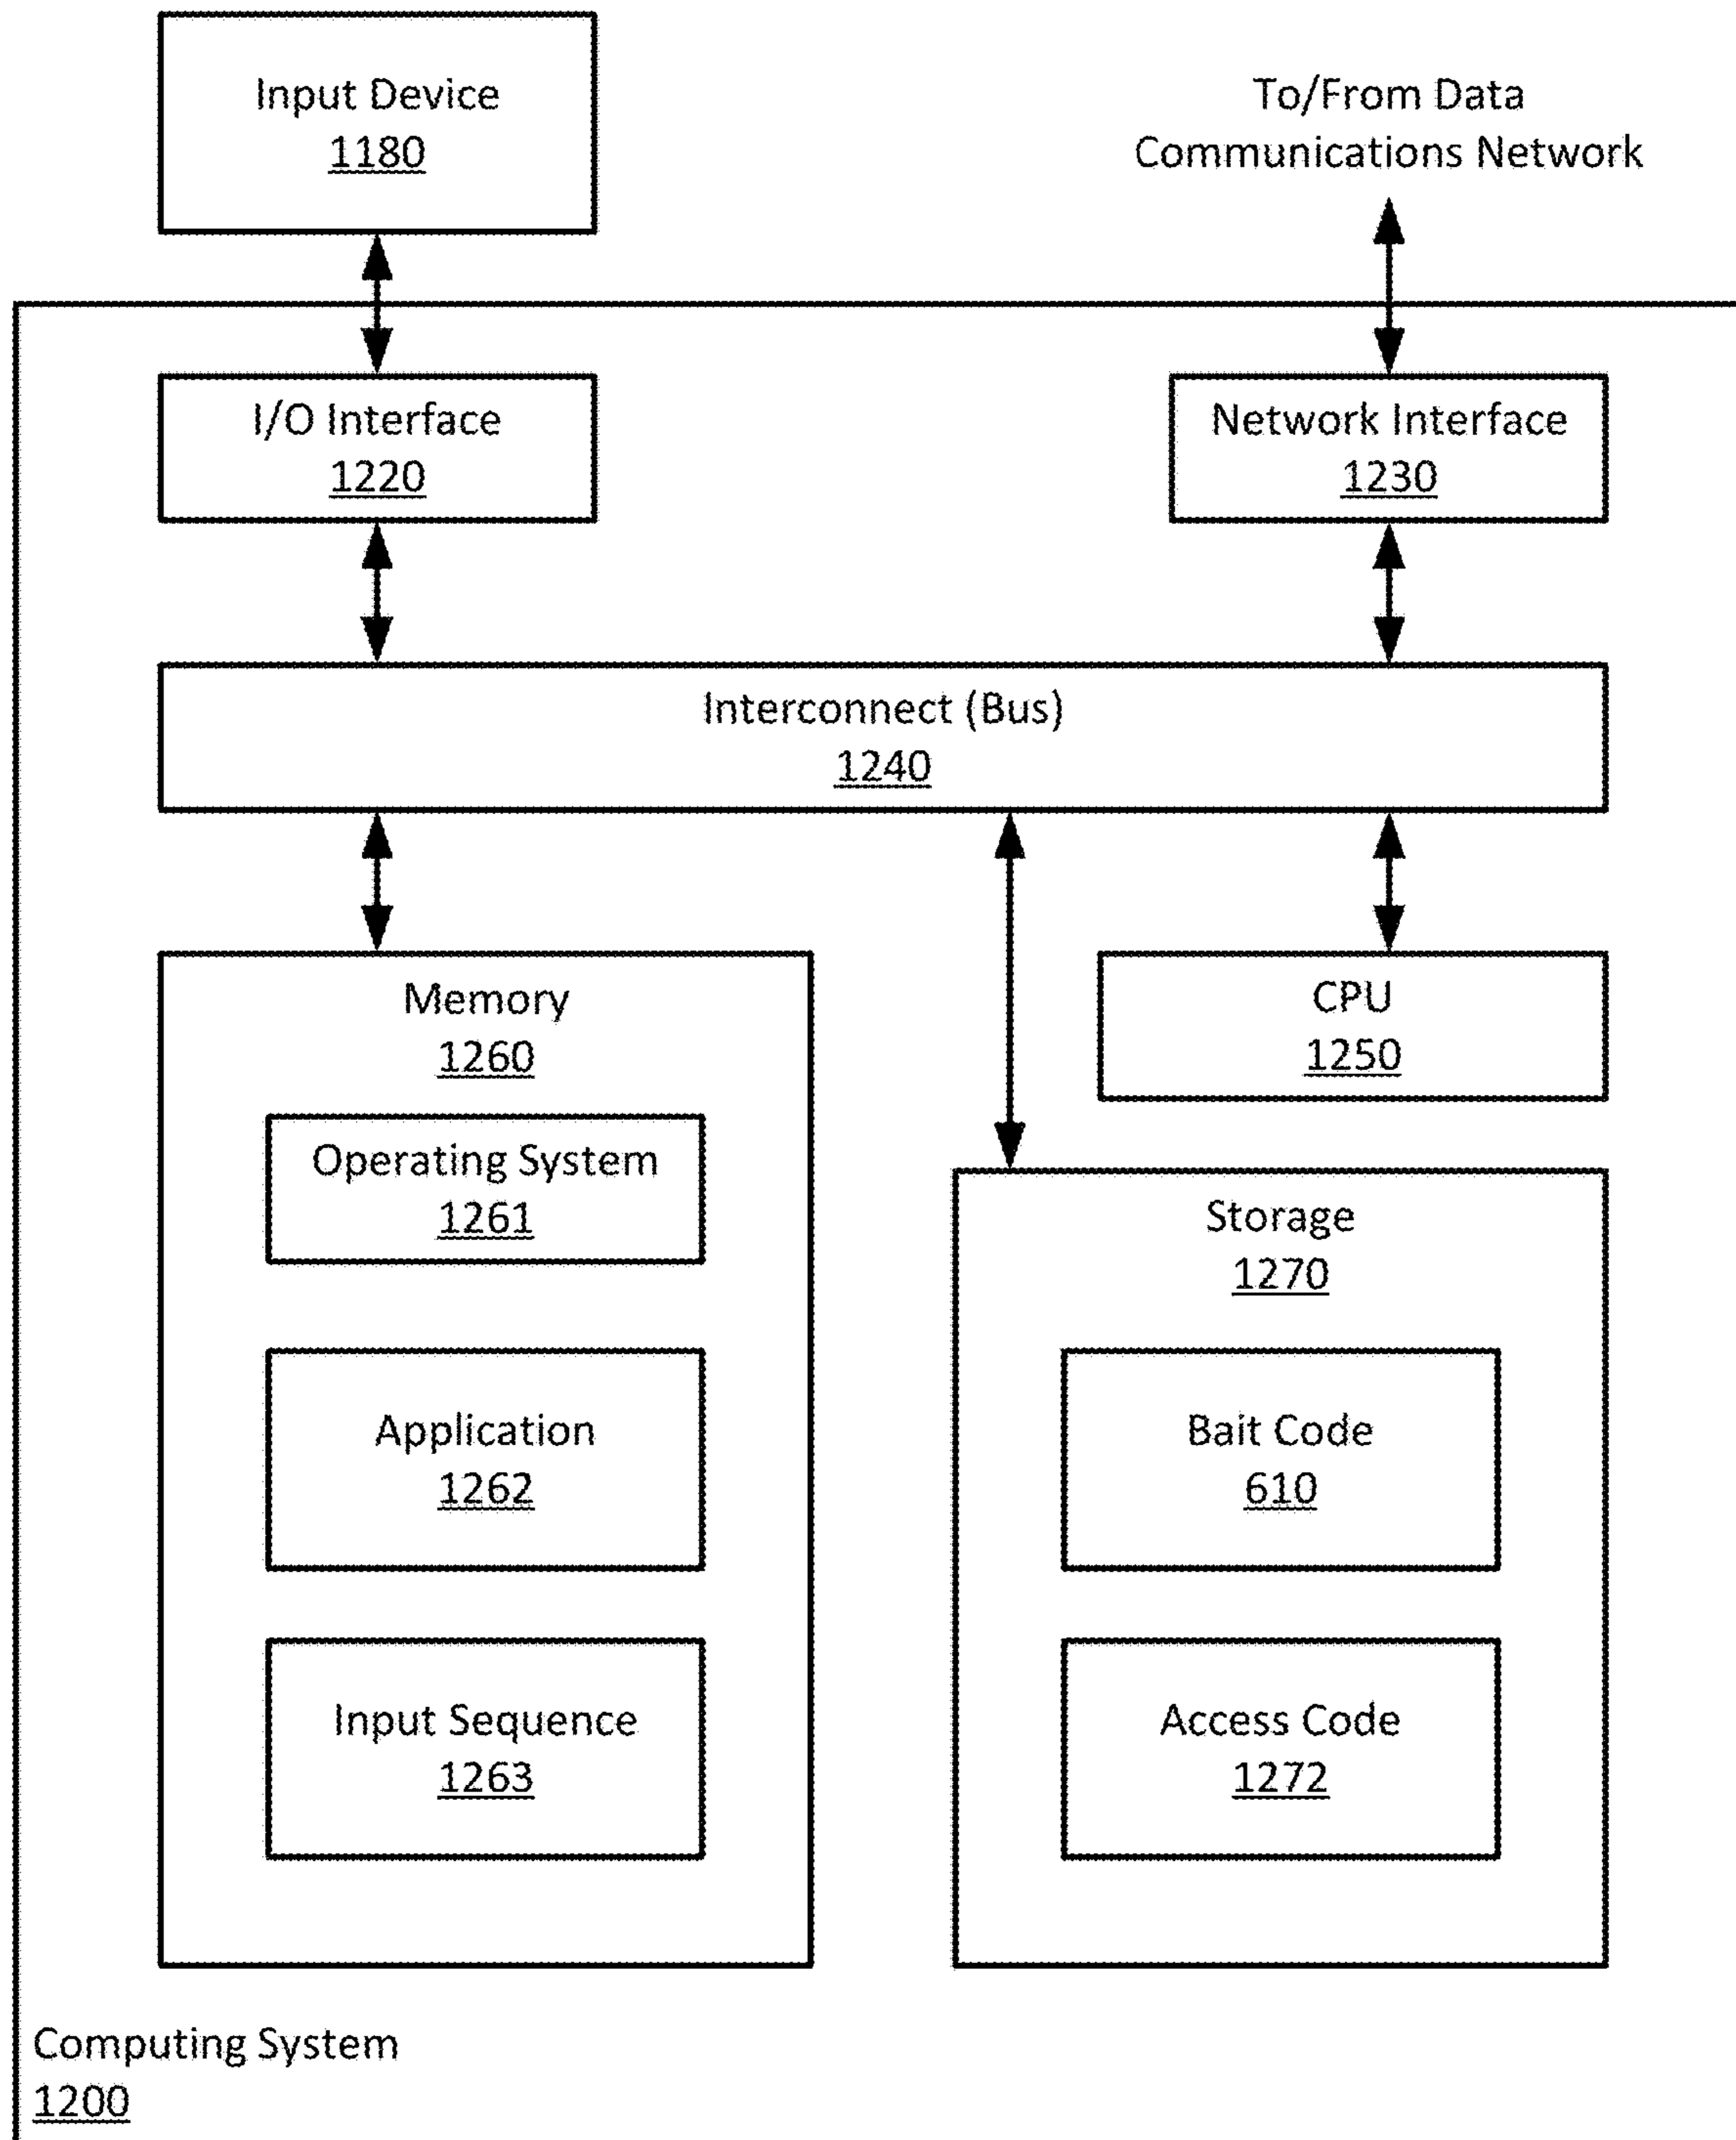 Input Device
1180
To/From Data
Communications Network
I/O Interface
1220
Network Interface
1230
Interconnect (Bus)
1240
Memory
1260
CPU
1250
Operating System
1261
Storage
1270
Application
1262
Bait Code
610
Input Sequence
1263
Access Code
1272
Computing System
1200